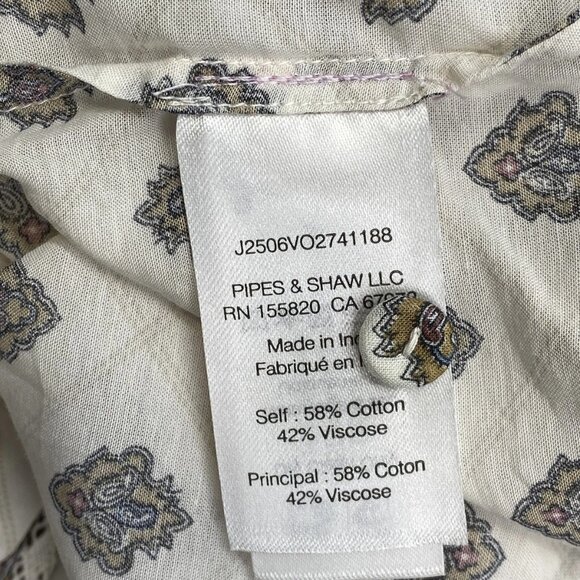 J2506VO2741188
PIPES & SHAW LLC
RN 155820 CA
Made in
Fabriqué en
Self : 58% Cotton
42% Viscose
Principal : 58% Coton
42% Viscose